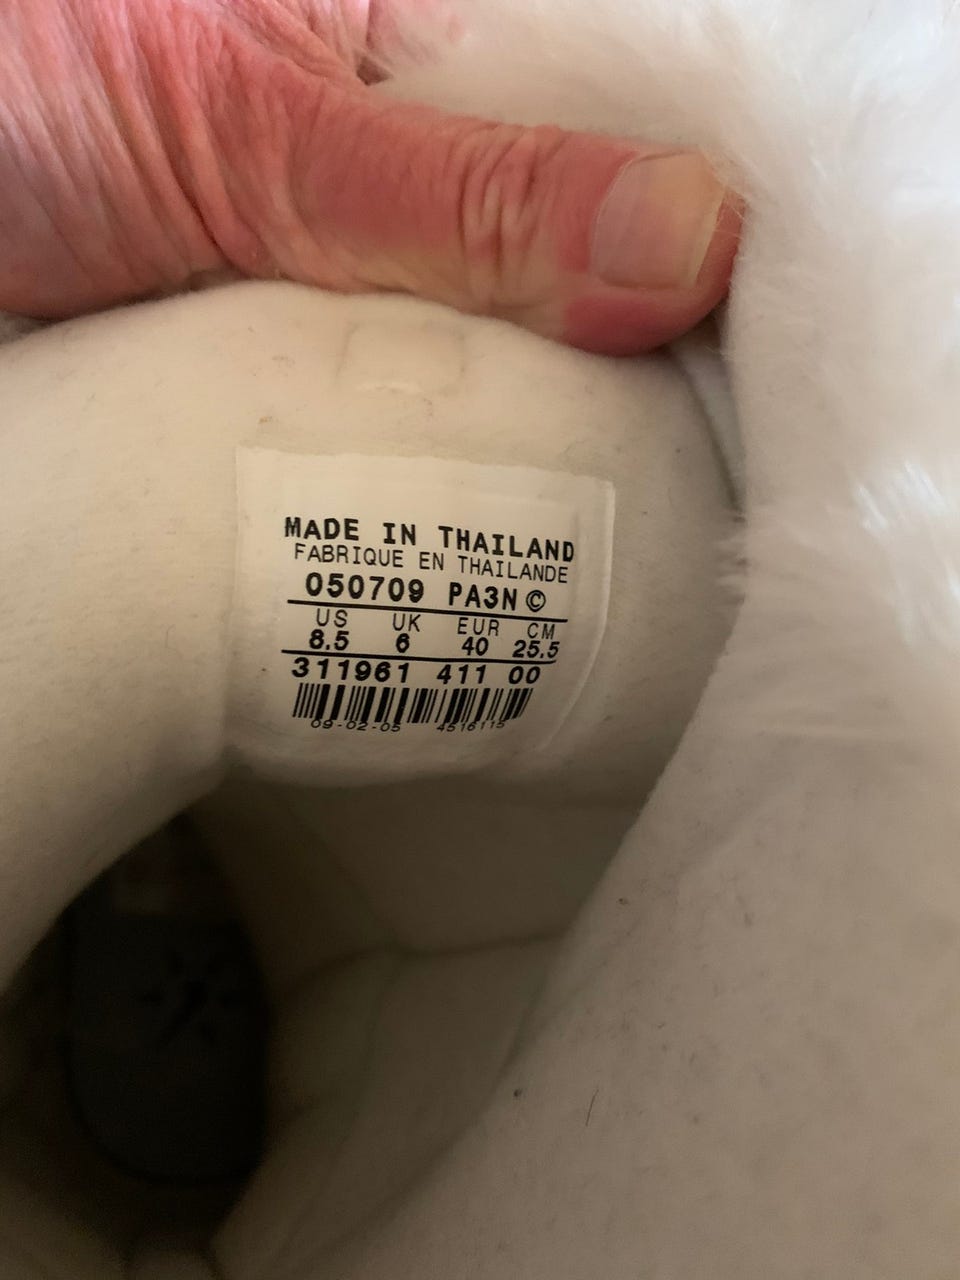 MADE IN THAILAND
FABRIQUE EN THAILANDE
050709 PA3N ©
US UK EUR CM
8.5 6 40 25.5
311961 411 00
09-02-05 4516115